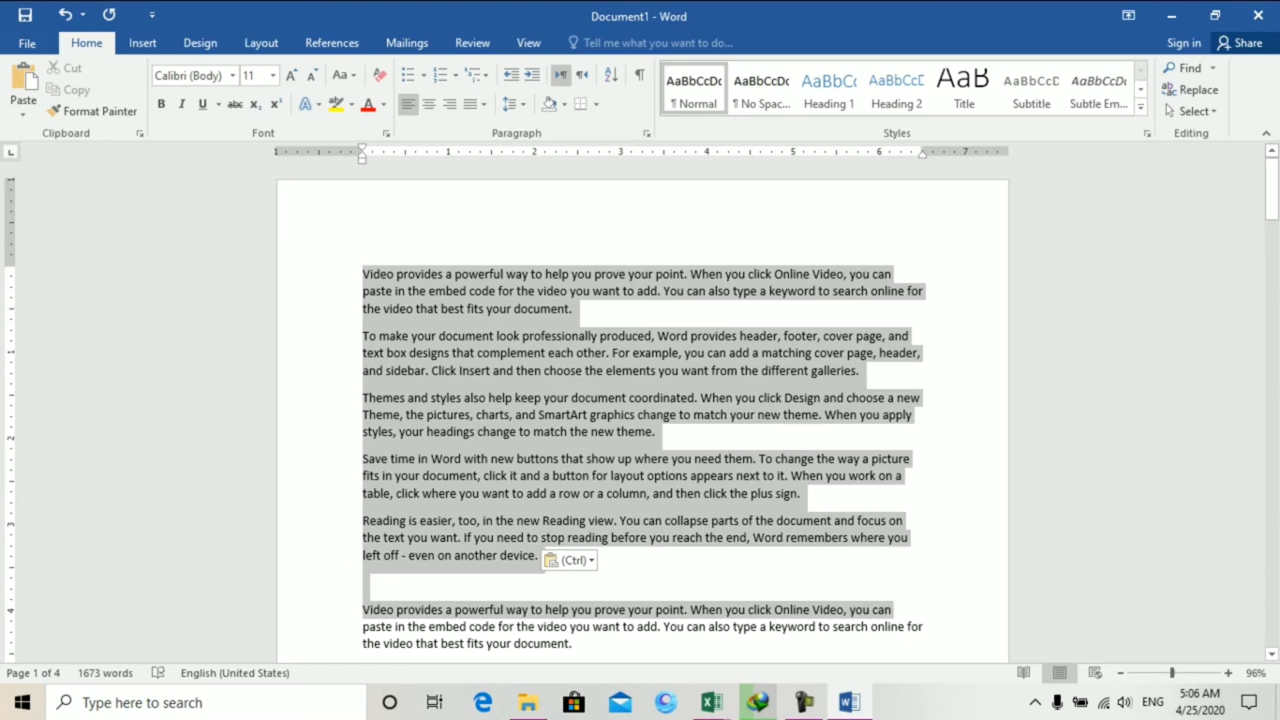 Document1 - Word
File Home Insert Design Layout References Mailings Review View Tell me what you want to do... Sign in Share
Paste
Cut
Copy
Format Painter
Clipboard
Calibri (Body) 11
Font
Paragraph
AaBbCcDc AaBbCcDc AaBbCc AaBbCcD AaB AaBbCcD AaBbCcDc
¶ Normal ¶ No Spac... Heading 1 Heading 2 Title Subtitle Subtle Em...
Styles
Find
Replace
Select
Editing
1 1 2 3 4 5 6 7
1
1
2
3
4
Video provides a powerful way to help you prove your point. When you click Online Video, you can
paste in the embed code for the video you want to add. You can also type a keyword to search online for
the video that best fits your document.
To make your document look professionally produced, Word provides header, footer, cover page, and
text box designs that complement each other. For example, you can add a matching cover page, header,
and sidebar. Click Insert and then choose the elements you want from the different galleries.
Themes and styles also help keep your document coordinated. When you click Design and choose a new
Theme, the pictures, charts, and SmartArt graphics change to match your new theme. When you apply
styles, your headings change to match the new theme.
Save time in Word with new buttons that show up where you need them. To change the way a picture
fits in your document, click it and a button for layout options appears next to it. When you work on a
table, click where you want to add a row or a column, and then click the plus sign.
Reading is easier, too, in the new Reading view. You can collapse parts of the document and focus on
the text you want. If you need to stop reading before you reach the end, Word remembers where you
left off - even on another device. (Ctrl)
Video provides a powerful way to help you prove your point. When you click Online Video, you can
paste in the embed code for the video you want to add. You can also type a keyword to search online for
the video that best fits your document.
Page 1 of 4 1673 words English (United States) 96%
Type here to search
ENG
5:06 AM
4/25/2020